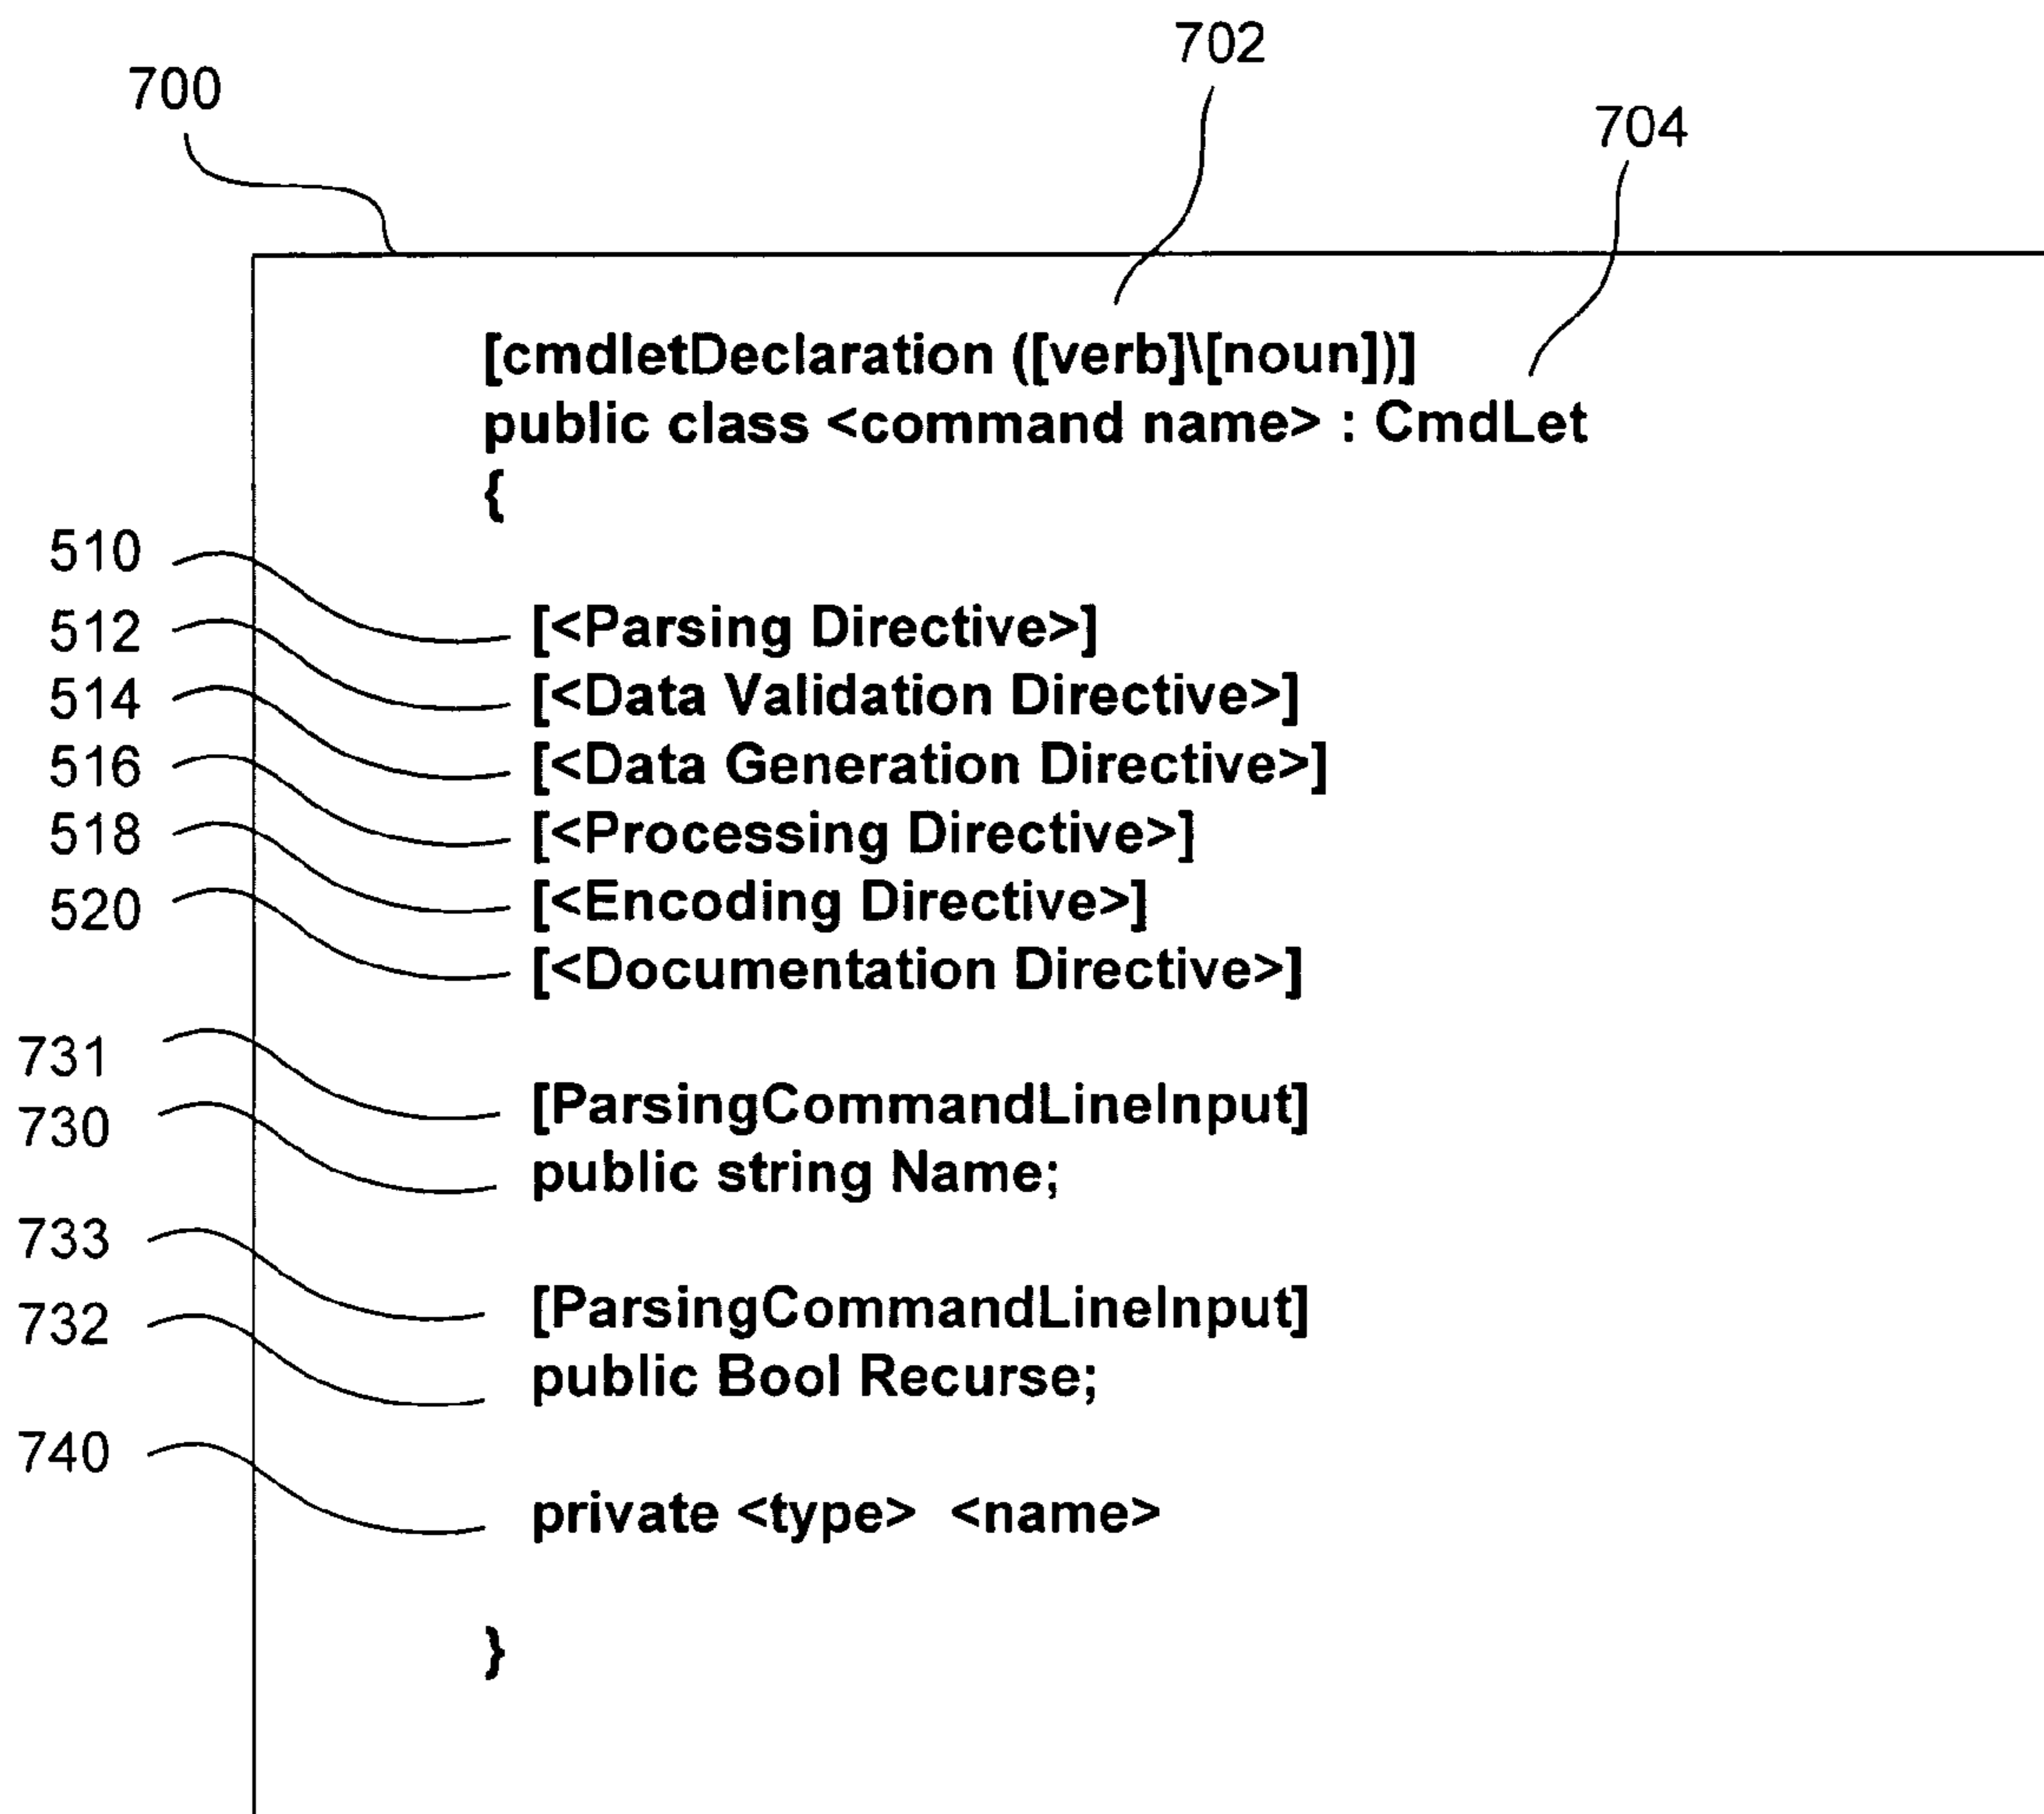 702
700
704
[cmdletDeclaration ([verb]\[noun])]
public class <command name> : CmdLet
{
510
[<Parsing Directive>]
512
[<Data Validation Directive>]
514
[<Data Generation Directive>]
516
[<Processing Directive>]
518
[<Encoding Directive>]
520
[<Documentation Directive>]
731
[ParsingCommandLineInput]
730
public string Name;
733
[ParsingCommandLineInput]
732
public Bool Recurse;
740
private <type> <name>
}